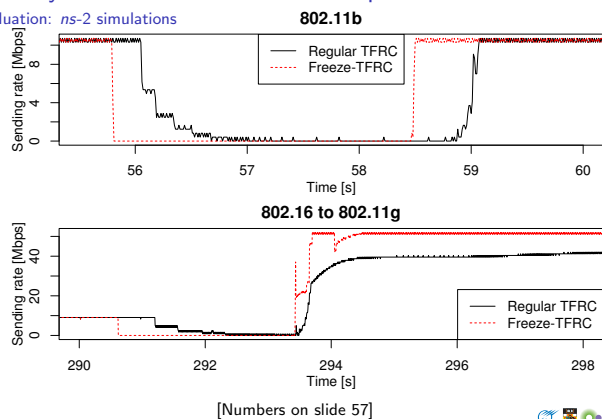 luation: ns-2 simulations
802.11b
Sending rate [Mbps]
0 4 8
Regular TFRC
Freeze-TFRC
56 57 58 59 60
Time [s]
802.16 to 802.11g
Sending rate [Mbps]
0 20 40
Regular TFRC
Freeze-TFRC
290 292 294 296 298
Time [s]
[Numbers on slide 57]